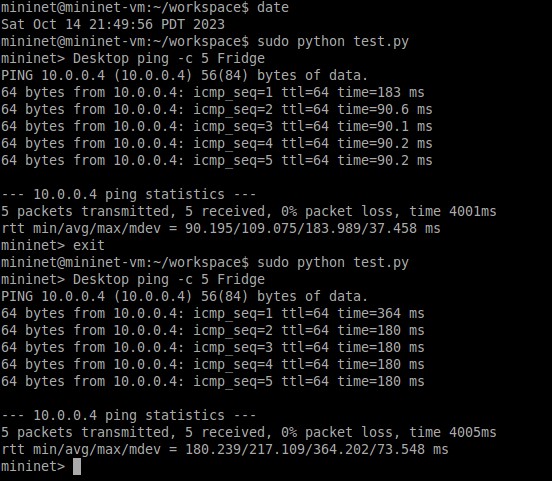 mininet@mininet-vm:~/workspace$ date
Sat Oct 14 21:49:56 PDT 2023
mininet@mininet-vm:~/workspace$ sudo python test.py
mininet> Desktop ping -c 5 Fridge
PING 10.0.0.4 (10.0.0.4) 56(84) bytes of data.
64 bytes from 10.0.0.4: icmp_seq=1 ttl=64 time=183 ms
64 bytes from 10.0.0.4: icmp_seq=2 ttl=64 time=90.6 ms
64 bytes from 10.0.0.4: icmp_seq=3 ttl=64 time=90.1 ms
64 bytes from 10.0.0.4: icmp_seq=4 ttl=64 time=90.2 ms
64 bytes from 10.0.0.4: icmp_seq=5 ttl=64 time=90.2 ms
--- 10.0.0.4 ping statistics ---
5 packets transmitted, 5 received, 0% packet loss, time 4001ms
rtt min/avg/max/mdev = 90.195/109.075/183.989/37.458 ms
mininet> exit
mininet@mininet-vm:~/workspace$ sudo python test.py
mininet> Desktop ping -c 5 Fridge
PING 10.0.0.4 (10.0.0.4) 56(84) bytes of data.
64 bytes from 10.0.0.4: icmp_seq=1 ttl=64 time=364 ms
64 bytes from 10.0.0.4: icmp_seq=2 ttl=64 time=180 ms
64 bytes from 10.0.0.4: icmp_seq=3 ttl=64 time=180 ms
64 bytes from 10.0.0.4: icmp_seq=4 ttl=64 time=180 ms
64 bytes from 10.0.0.4: icmp_seq=5 ttl=64 time=180 ms
--- 10.0.0.4 ping statistics ---
5 packets transmitted, 5 received, 0% packet loss, time 4005ms
rtt min/avg/max/mdev = 180.239/217.109/364.202/73.548 ms
mininet>